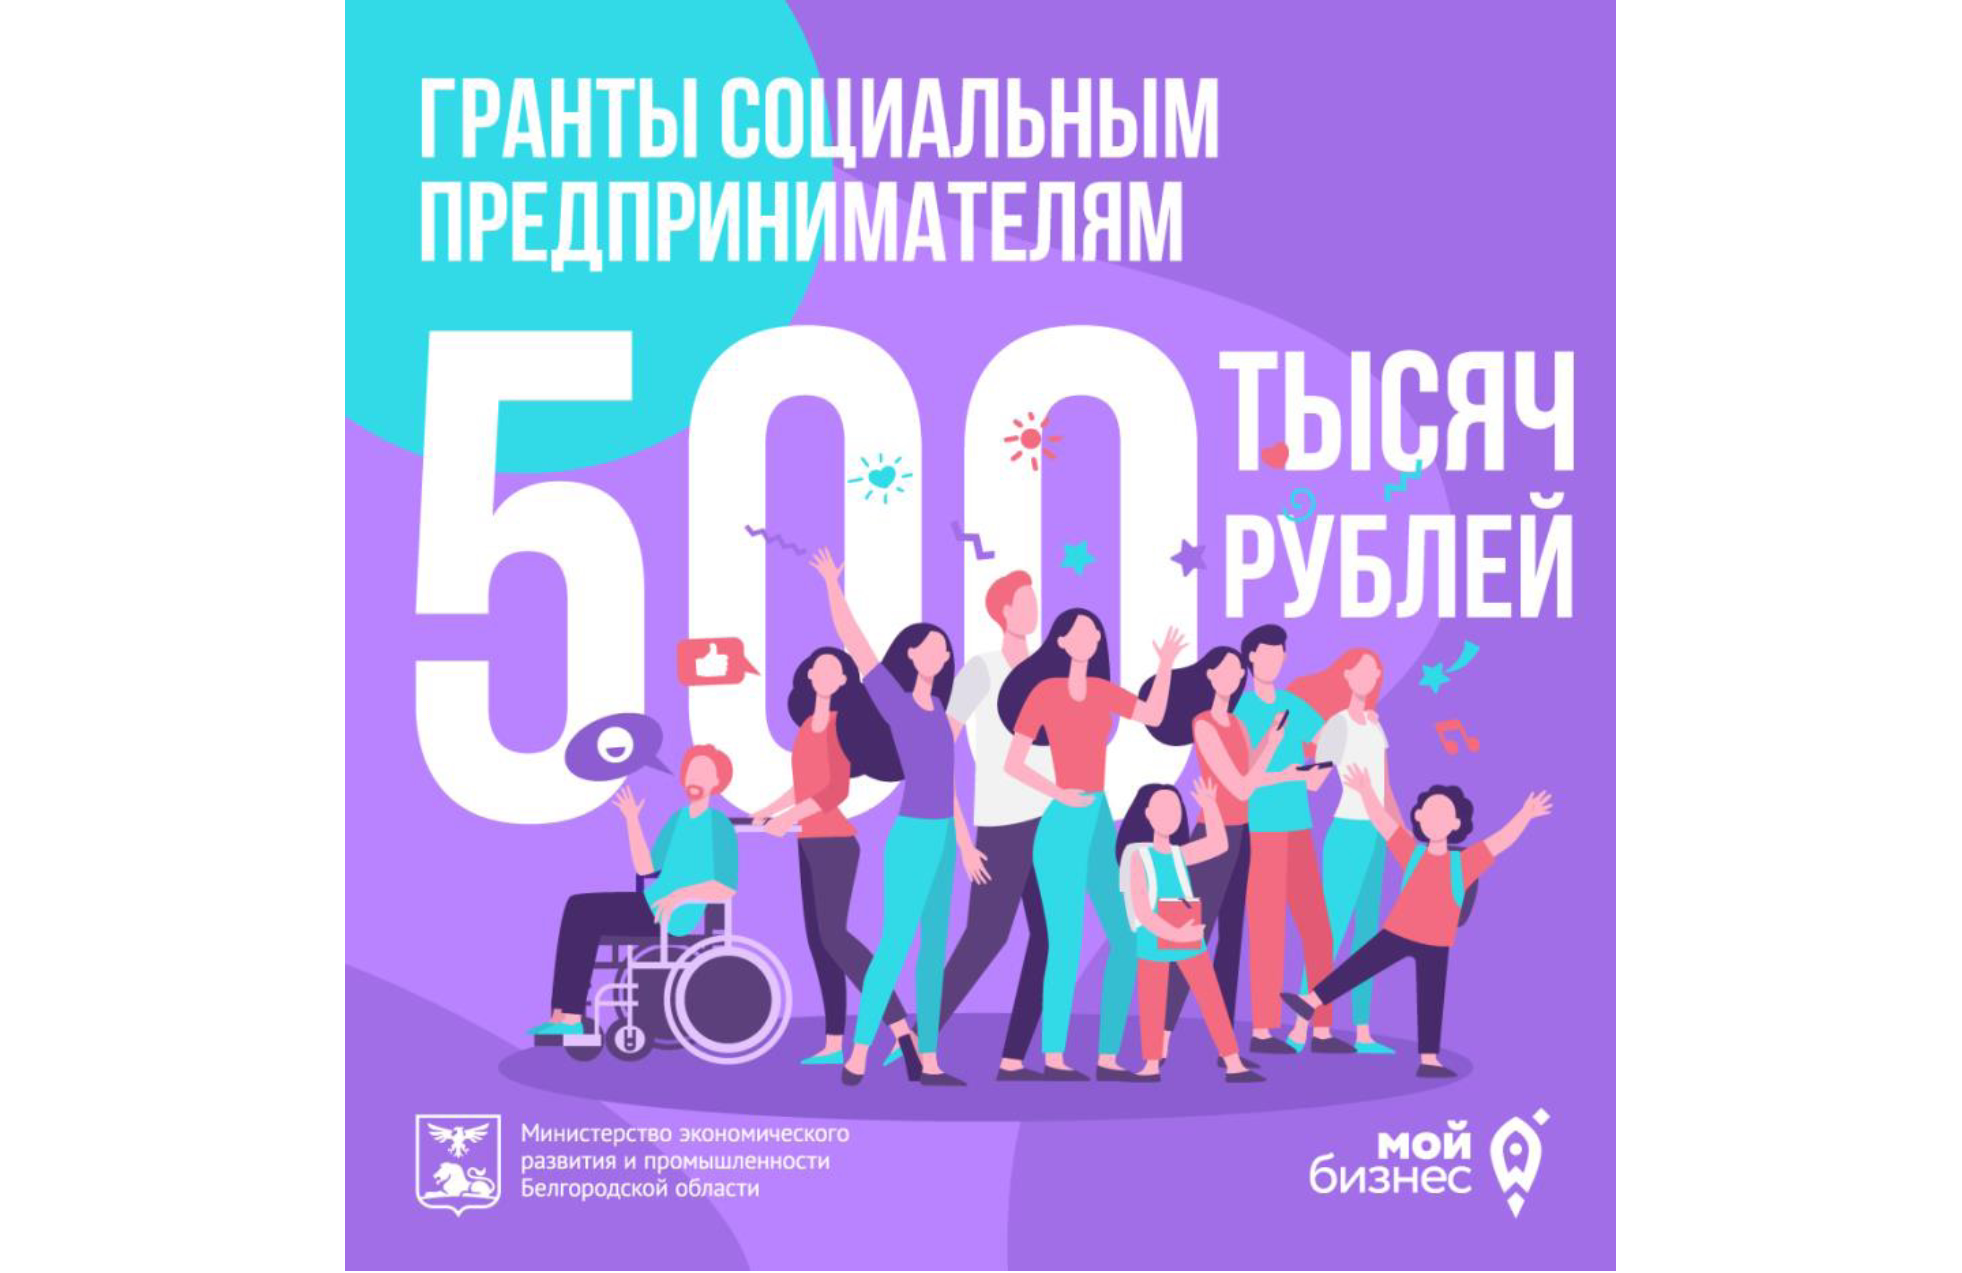 ГРАНТЫ СОЦИАЛЬНЫМ
ПРЕДПРИНИМАТЕЛЯМ
500 ТЫСЯЧ
РУБЛЕЙ
Министерство экономического
развития и промышленности
Белгородской области
мой
бизнес